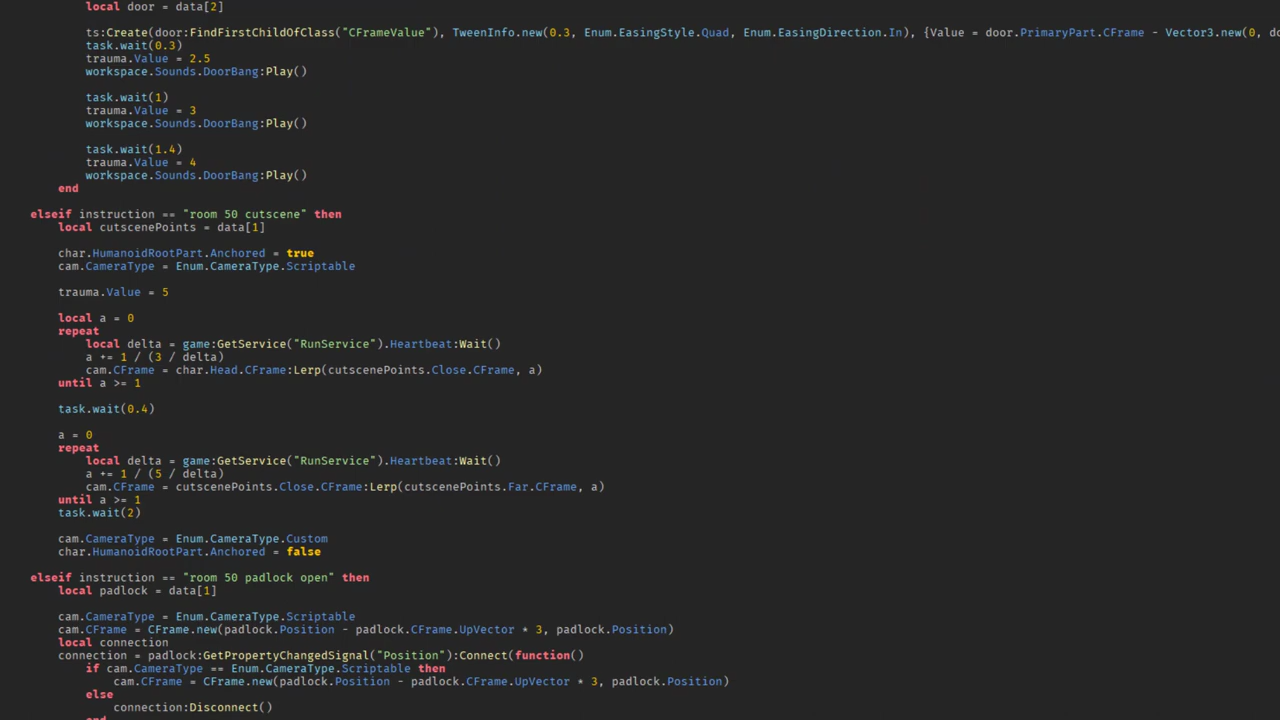 local door = data[2]
ts:Create(door:FindFirstChildOfClass("CFrameValue"), TweenInfo.new(0.3, Enum.EasingStyle.Quad, Enum.EasingDirection.In), {Value = door.PrimaryPart.CFrame - Vector3.new(0, do
task.wait(0.3)
trauma.Value = 2.5
workspace.Sounds.DoorBang:Play()
task.wait(1)
trauma.Value = 3
workspace.Sounds.DoorBang:Play()
task.wait(1.4)
trauma.Value = 4
workspace.Sounds.DoorBang:Play()
end
elseif instruction == "room 50 cutscene" then
local cutscenePoints = data[1]
char.HumanoidRootPart.Anchored = true
cam.CameraType = Enum.CameraType.Scriptable
trauma.Value = 5
local a = 0
repeat
local delta = game:GetService("RunService").Heartbeat:Wait()
a += 1 / (3 / delta)
cam.CFrame = char.Head.CFrame:Lerp(cutscenePoints.Close.CFrame, a)
until a >= 1
task.wait(0.4)
a = 0
repeat
local delta = game:GetService("RunService").Heartbeat:Wait()
a += 1 / (5 / delta)
cam.CFrame = cutscenePoints.Close.CFrame:Lerp(cutscenePoints.Far.CFrame, a)
until a >= 1
task.wait(2)
cam.CameraType = Enum.CameraType.Custom
char.HumanoidRootPart.Anchored = false
elseif instruction == "room 50 padlock open" then
local padlock = data[1]
cam.CameraType = Enum.CameraType.Scriptable
cam.CFrame = CFrame.new(padlock.Position - padlock.CFrame.UpVector * 3, padlock.Position)
local connection
connection = padlock:GetPropertyChangedSignal("Position"):Connect(function()
if cam.CameraType == Enum.CameraType.Scriptable then
cam.CFrame = CFrame.new(padlock.Position - padlock.CFrame.UpVector * 3, padlock.Position)
else
connection:Disconnect()
end